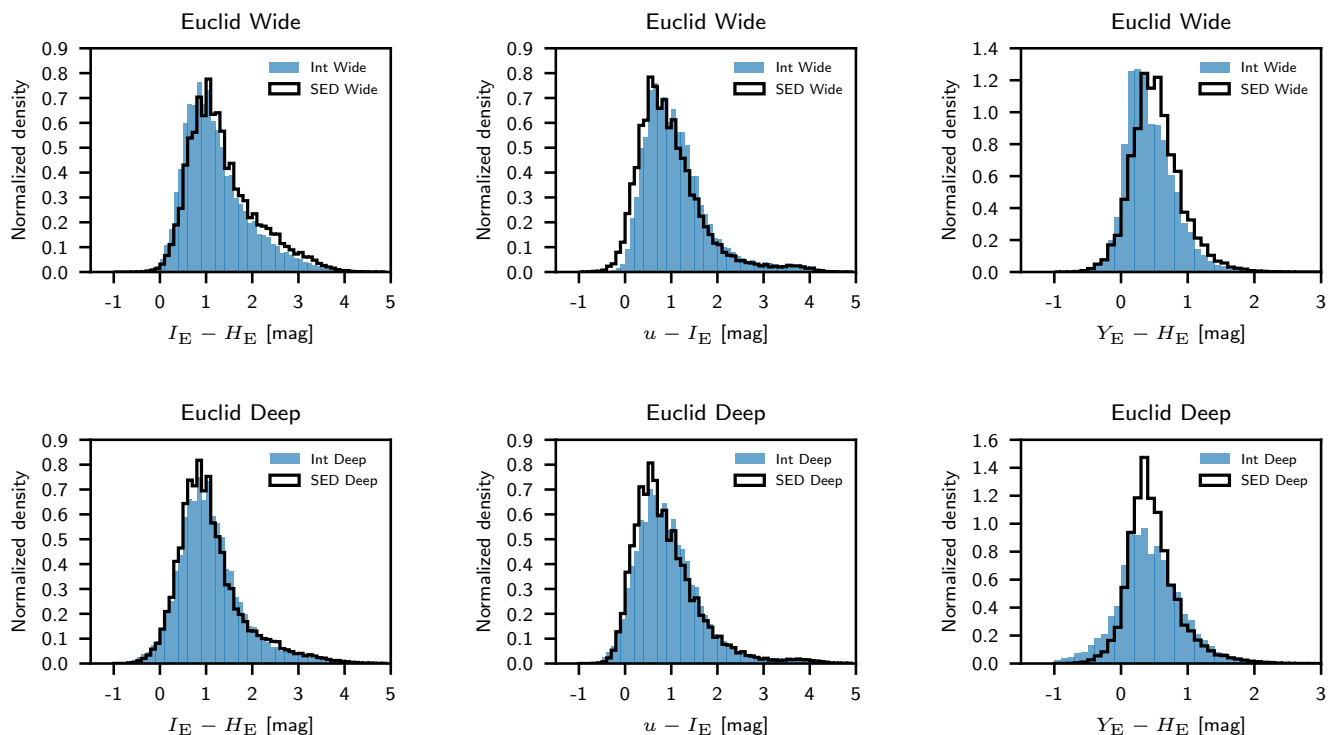 Euclid Wide
Normalized density
0.9
0.8
0.7
0.6
0.5
0.4
0.3
0.2
0.1
0.0
Int Wide
SED Wide
-1 0 1 2 3 4 5
I_E − H_E [mag]
Euclid Wide
Normalized density
0.9
0.8
0.7
0.6
0.5
0.4
0.3
0.2
0.1
0.0
Int Wide
SED Wide
-1 0 1 2 3 4 5
u − I_E [mag]
Euclid Wide
Normalized density
1.4
1.2
1.0
0.8
0.6
0.4
0.2
0.0
Int Wide
SED Wide
-1 0 1 2 3
Y_E − H_E [mag]
Euclid Deep
Normalized density
0.9
0.8
0.7
0.6
0.5
0.4
0.3
0.2
0.1
0.0
Int Deep
SED Deep
-1 0 1 2 3 4 5
I_E − H_E [mag]
Euclid Deep
Normalized density
0.9
0.8
0.7
0.6
0.5
0.4
0.3
0.2
0.1
0.0
Int Deep
SED Deep
-1 0 1 2 3 4 5
u − I_E [mag]
Euclid Deep
Normalized density
1.6
1.4
1.2
1.0
0.8
0.6
0.4
0.2
0.0
Int Deep
SED Deep
-1 0 1 2 3
Y_E − H_E [mag]